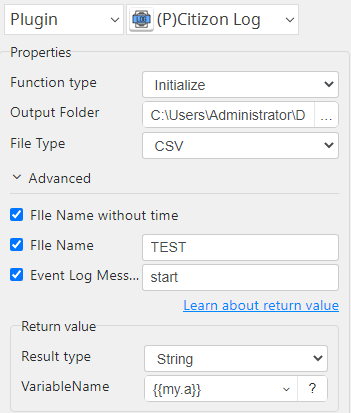 Plugin (P)Citizen Log
Properties
Function type Initialize
Output Folder C:\Users\Administrator\D ...
File Type CSV
Advanced
FIle Name without time
FIle Name TEST
Event Log Mess... start
Learn about return value
Return value
Result type String
VariableName {{my.a}} ?